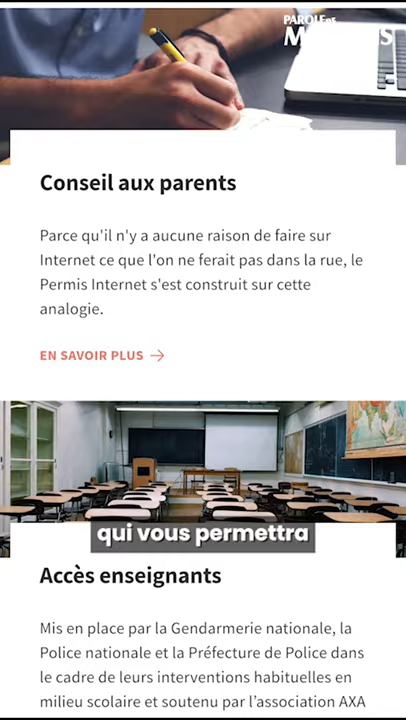 PAROLE DE
Conseil aux parents
Parce qu'il n'y a aucune raison de faire sur
Internet ce que l'on ne ferait pas dans la rue, le
Permis Internet s'est construit sur cette
analogie.
EN SAVOIR PLUS
qui vous permettra
Accès enseignants
Mis en place par la Gendarmerie nationale, la
Police nationale et la Préfecture de Police dans
le cadre de leurs interventions habituelles en
milieu scolaire et soutenu par l'association AXA